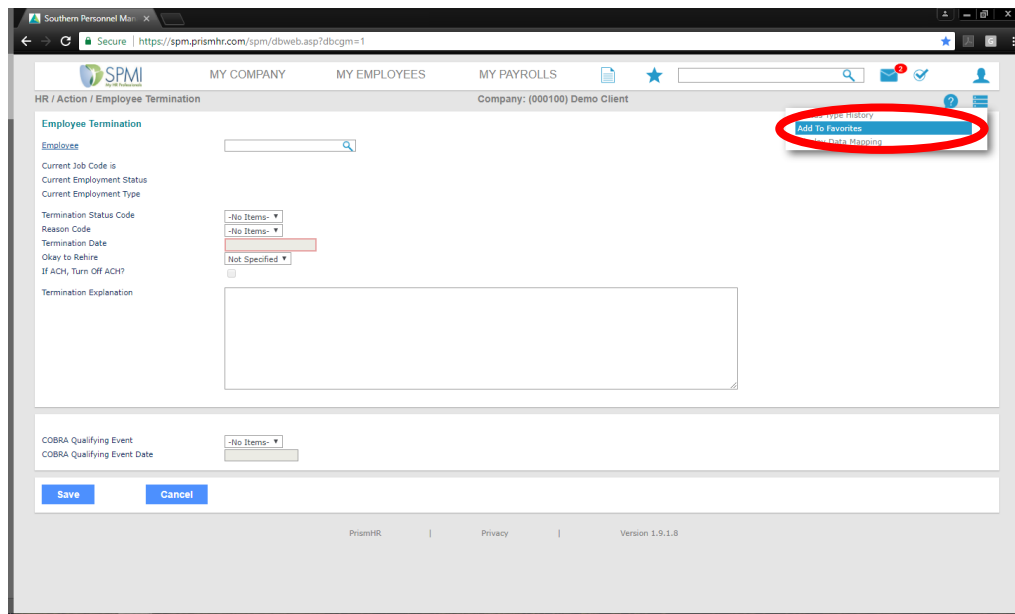 Southern Personnel Man
Secure | https://spm.prismhr.com/spm/dbweb.asp?dbcgm=1
SPMI
MY COMPANY MY EMPLOYEES MY PAYROLLS 2
HR / Action / Employee Termination Company: (000100) Demo Client ?
Type History
Add To Favorites
Data Mapping
Employee Termination
Employee
Current Job Code is
Current Employment Status
Current Employment Type
Termination Status Code -No Items-
Reason Code -No Items-
Termination Date
Okay to Rehire Not Specified
If ACH, Turn Off ACH?
Termination Explanation
COBRA Qualifying Event -No Items-
COBRA Qualifying Event Date
Save Cancel
PrismHR | Privacy | Version 1.9.1.8